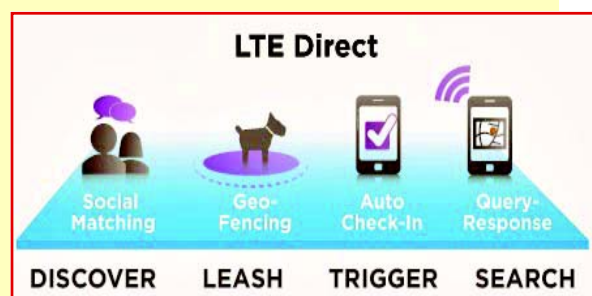 LTE Direct
Social Matching
Geo-Fencing
Auto Check-In
Query-Response
DISCOVER LEASH TRIGGER SEARCH